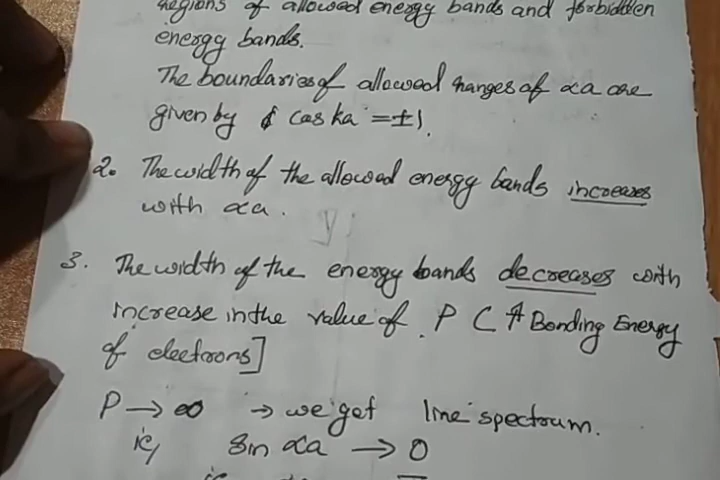 Regions of allowed energy bands and forbidden
energy bands.
The boundaries of allowed ranges of αa are
given by cos ka = ±1.
2. The width of the allowed energy bands increases
with αa.
3. The width of the energy bands decreases with
increase in the value of P [↑ Bonding Energy
of electrons]
P → ∞ → we get line spectrum.
ie, sin αa → 0